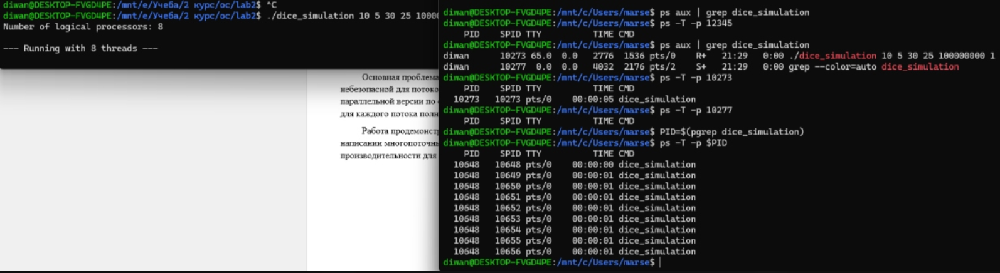 diwan@DESKTOP-FVGD4PE:/mnt/e/Учеба/2 курс/ос/lab2$ ^C
diwan@DESKTOP-FVGD4PE:/mnt/e/Учеба/2 курс/ос/lab2$ ./dice_simulation 10 5 30 25 1000
Number of logical processors: 8
--- Running with 8 threads ---
Основная проблема
небезопасной для потоко
параллельной версии по
для каждого потока полн
Работа продемонст
написании многопоточн
производительности для
diwan@DESKTOP-FVGD4PE:/mnt/c/Users/marse$ ps aux | grep dice_simulation
diwan@DESKTOP-FVGD4PE:/mnt/c/Users/marse$ ps -T -p 12345
PID SPID TTY TIME CMD
diwan@DESKTOP-FVGD4PE:/mnt/c/Users/marse$ ps aux | grep dice_simulation
diwan 10273 65.0 0.0 2776 1536 pts/0 R+ 21:29 0:00 ./dice_simulation 10 5 30 25 100000000 1
diwan 10277 0.0 0.0 4032 2176 pts/2 S+ 21:29 0:00 grep --color=auto dice_simulation
diwan@DESKTOP-FVGD4PE:/mnt/c/Users/marse$ ps -T -p 10273
PID SPID TTY TIME CMD
10273 10273 pts/0 00:00:05 dice_simulation
diwan@DESKTOP-FVGD4PE:/mnt/c/Users/marse$ ps -T -p 10277
PID SPID TTY TIME CMD
diwan@DESKTOP-FVGD4PE:/mnt/c/Users/marse$ PID=$(pgrep dice_simulation)
diwan@DESKTOP-FVGD4PE:/mnt/c/Users/marse$ ps -T -p $PID
PID SPID TTY TIME CMD
10648 10648 pts/0 00:00:00 dice_simulation
10648 10649 pts/0 00:00:01 dice_simulation
10648 10650 pts/0 00:00:01 dice_simulation
10648 10651 pts/0 00:00:01 dice_simulation
10648 10652 pts/0 00:00:01 dice_simulation
10648 10653 pts/0 00:00:01 dice_simulation
10648 10654 pts/0 00:00:01 dice_simulation
10648 10655 pts/0 00:00:01 dice_simulation
10648 10656 pts/0 00:00:01 dice_simulation
diwan@DESKTOP-FVGD4PE:/mnt/c/Users/marse$